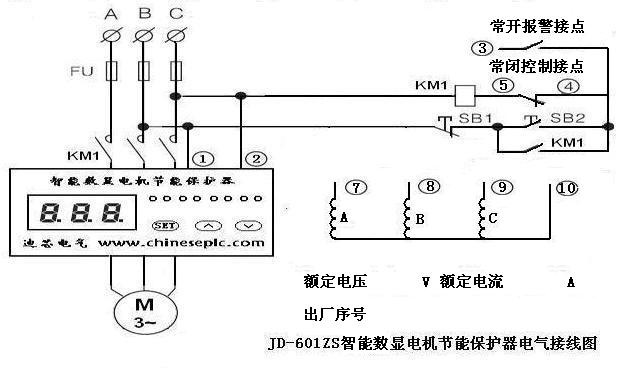 A B C
常开报警接点
③
FU
常闭控制接点
KM1 ⑤ ④
SB1 SB2
KM1 ① ② KM1
智能数显电机节能保护器
8.8.8. SET
迪芯电气 www.chineseplc.com
⑦ ⑧ ⑨ ⑩
A B C
M
3~
额定电压 V 额定电流 A
出厂序号
JD-601ZS智能数显电机节能保护器电气接线图